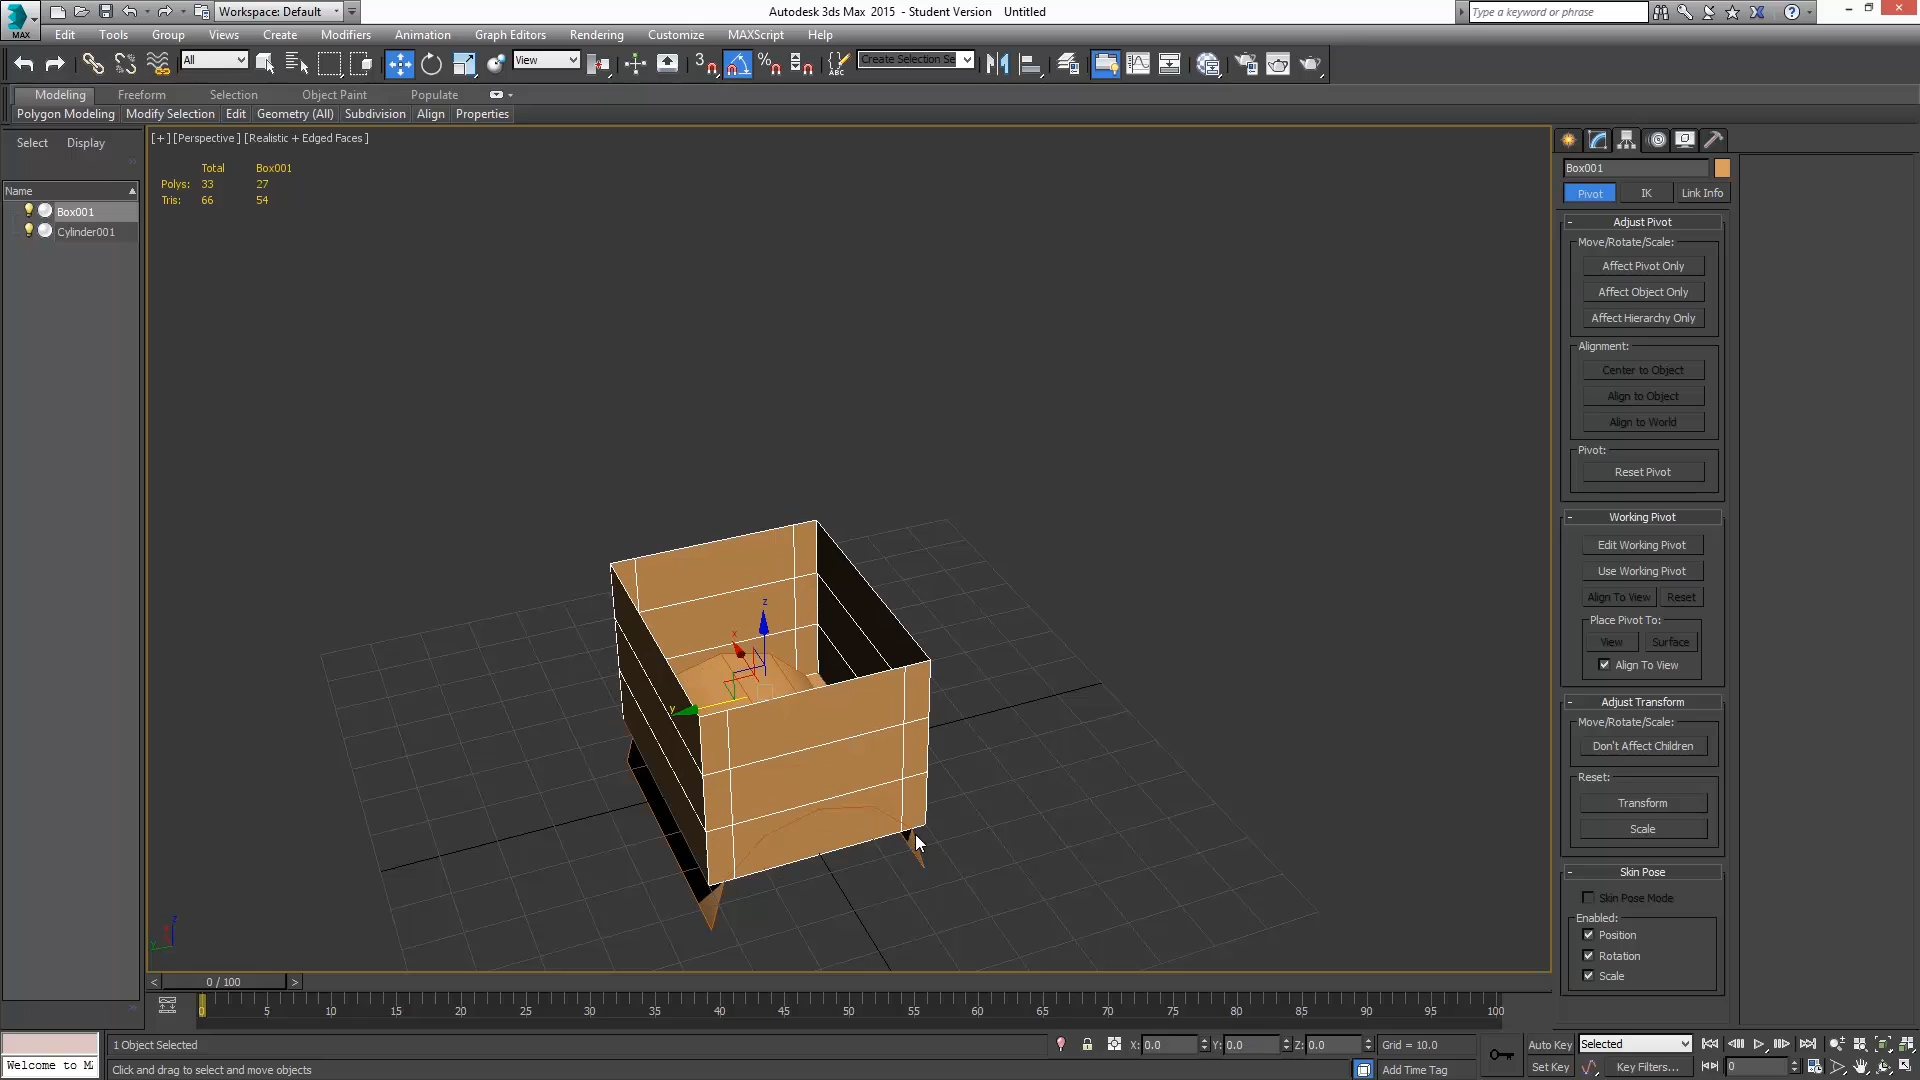 Workspace: Default
Autodesk 3ds Max 2015 - Student Version Untitled
Type a keyword or phrase
MAX
Edit Tools Group Views Create Modifiers Animation Graph Editors Rendering Customize MAXScript Help
All
View
3
ABC
Create Selection Se
Modeling Freeform Selection Object Paint Populate
Polygon Modeling Modify Selection Edit Geometry (All) Subdivision Align Properties
Select Display
[+] [Perspective] [Realistic + Edged Faces]
Total Box001
Polys: 33 27
Tris: 66 54
Name
Box001
Cylinder001
z
x
y
z
y
Box001
Pivot IK Link Info
- Adjust Pivot
Move/Rotate/Scale:
Affect Pivot Only
Affect Object Only
Affect Hierarchy Only
Alignment:
Center to Object
Align to Object
Align to World
Pivot:
Reset Pivot
- Working Pivot
Edit Working Pivot
Use Working Pivot
Align To View Reset
Place Pivot To:
View Surface
Align To View
- Adjust Transform
Move/Rotate/Scale:
Don't Affect Children
Reset:
Transform
Scale
- Skin Pose
Skin Pose Mode
Enabled:
Position
Rotation
Scale
< 0 / 100 >
0 5 10 15 20 25 30 35 40 45 50 55 60 65 70 75 80 85 90 95 100
1 Object Selected
X: 0.0 Y: 0.0 Z: 0.0 Grid = 10.0
Auto Key Selected
Welcome to M
Click and drag to select and move objects
Add Time Tag
Set Key Key Filters... 0